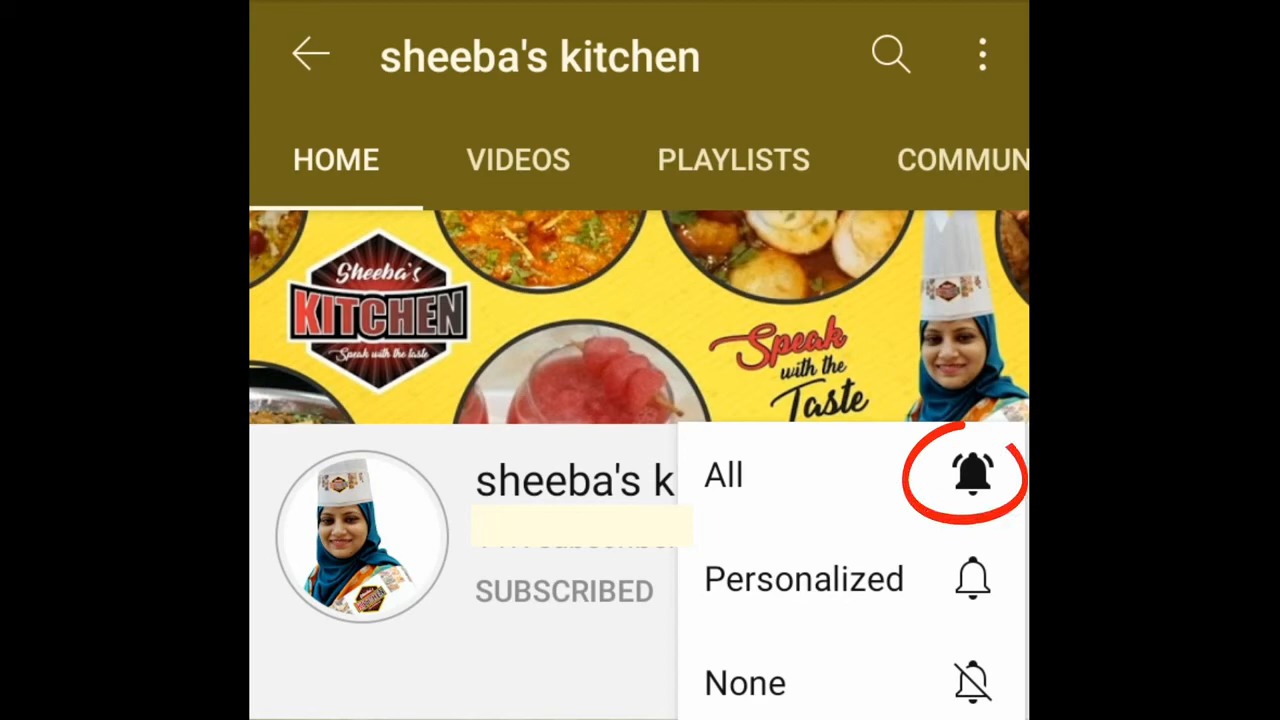 sheeba's kitchen
HOME VIDEOS PLAYLISTS COMMUN
Sheeba's
KITCHEN
Speak with the taste
Speak
with the
Taste
sheeba's k
SUBSCRIBED
All
Personalized
None